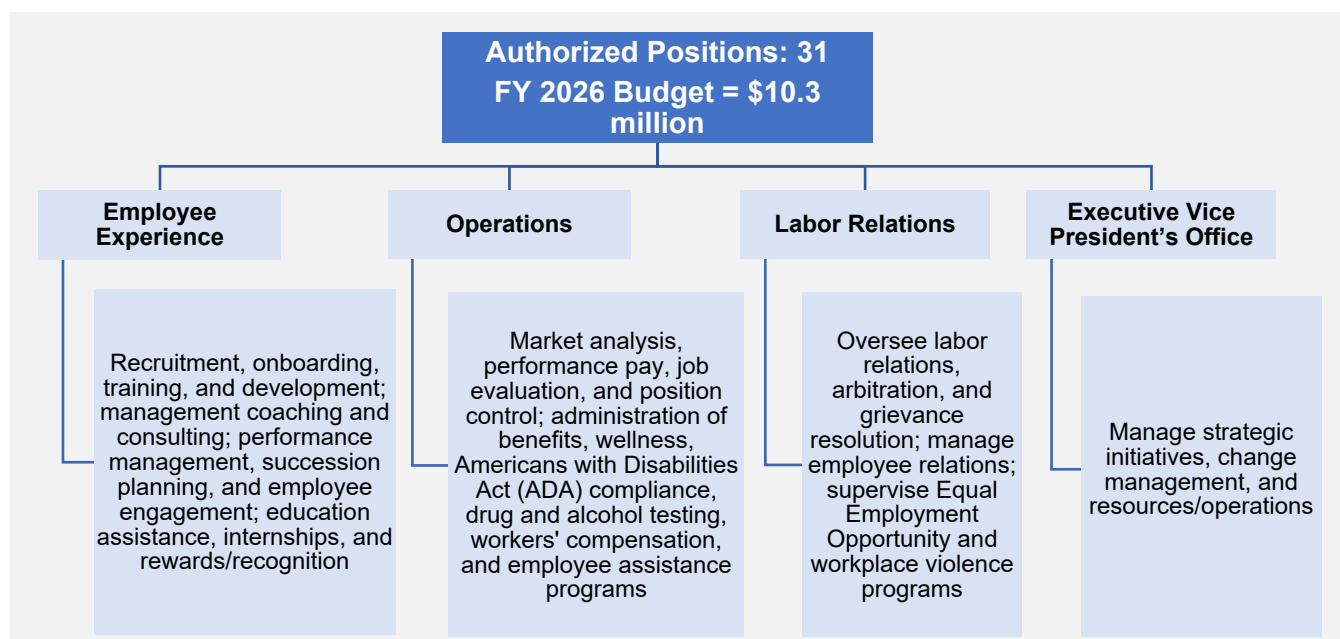 Authorized Positions: 31
FY 2026 Budget = $10.3
million
Employee
Experience
Operations
Labor Relations
Executive Vice
President’s Office
Recruitment, onboarding,
training, and development;
management coaching and
consulting; performance
management, succession
planning, and employee
engagement; education
assistance, internships, and
rewards/recognition
Market analysis,
performance pay, job
evaluation, and position
control; administration of
benefits, wellness,
Americans with Disabilities
Act (ADA) compliance,
drug and alcohol testing,
workers' compensation,
and employee assistance
programs
Oversee labor
relations,
arbitration, and
grievance
resolution; manage
employee relations;
supervise Equal
Employment
Opportunity and
workplace violence
programs
Manage strategic
initiatives, change
management, and
resources/operations